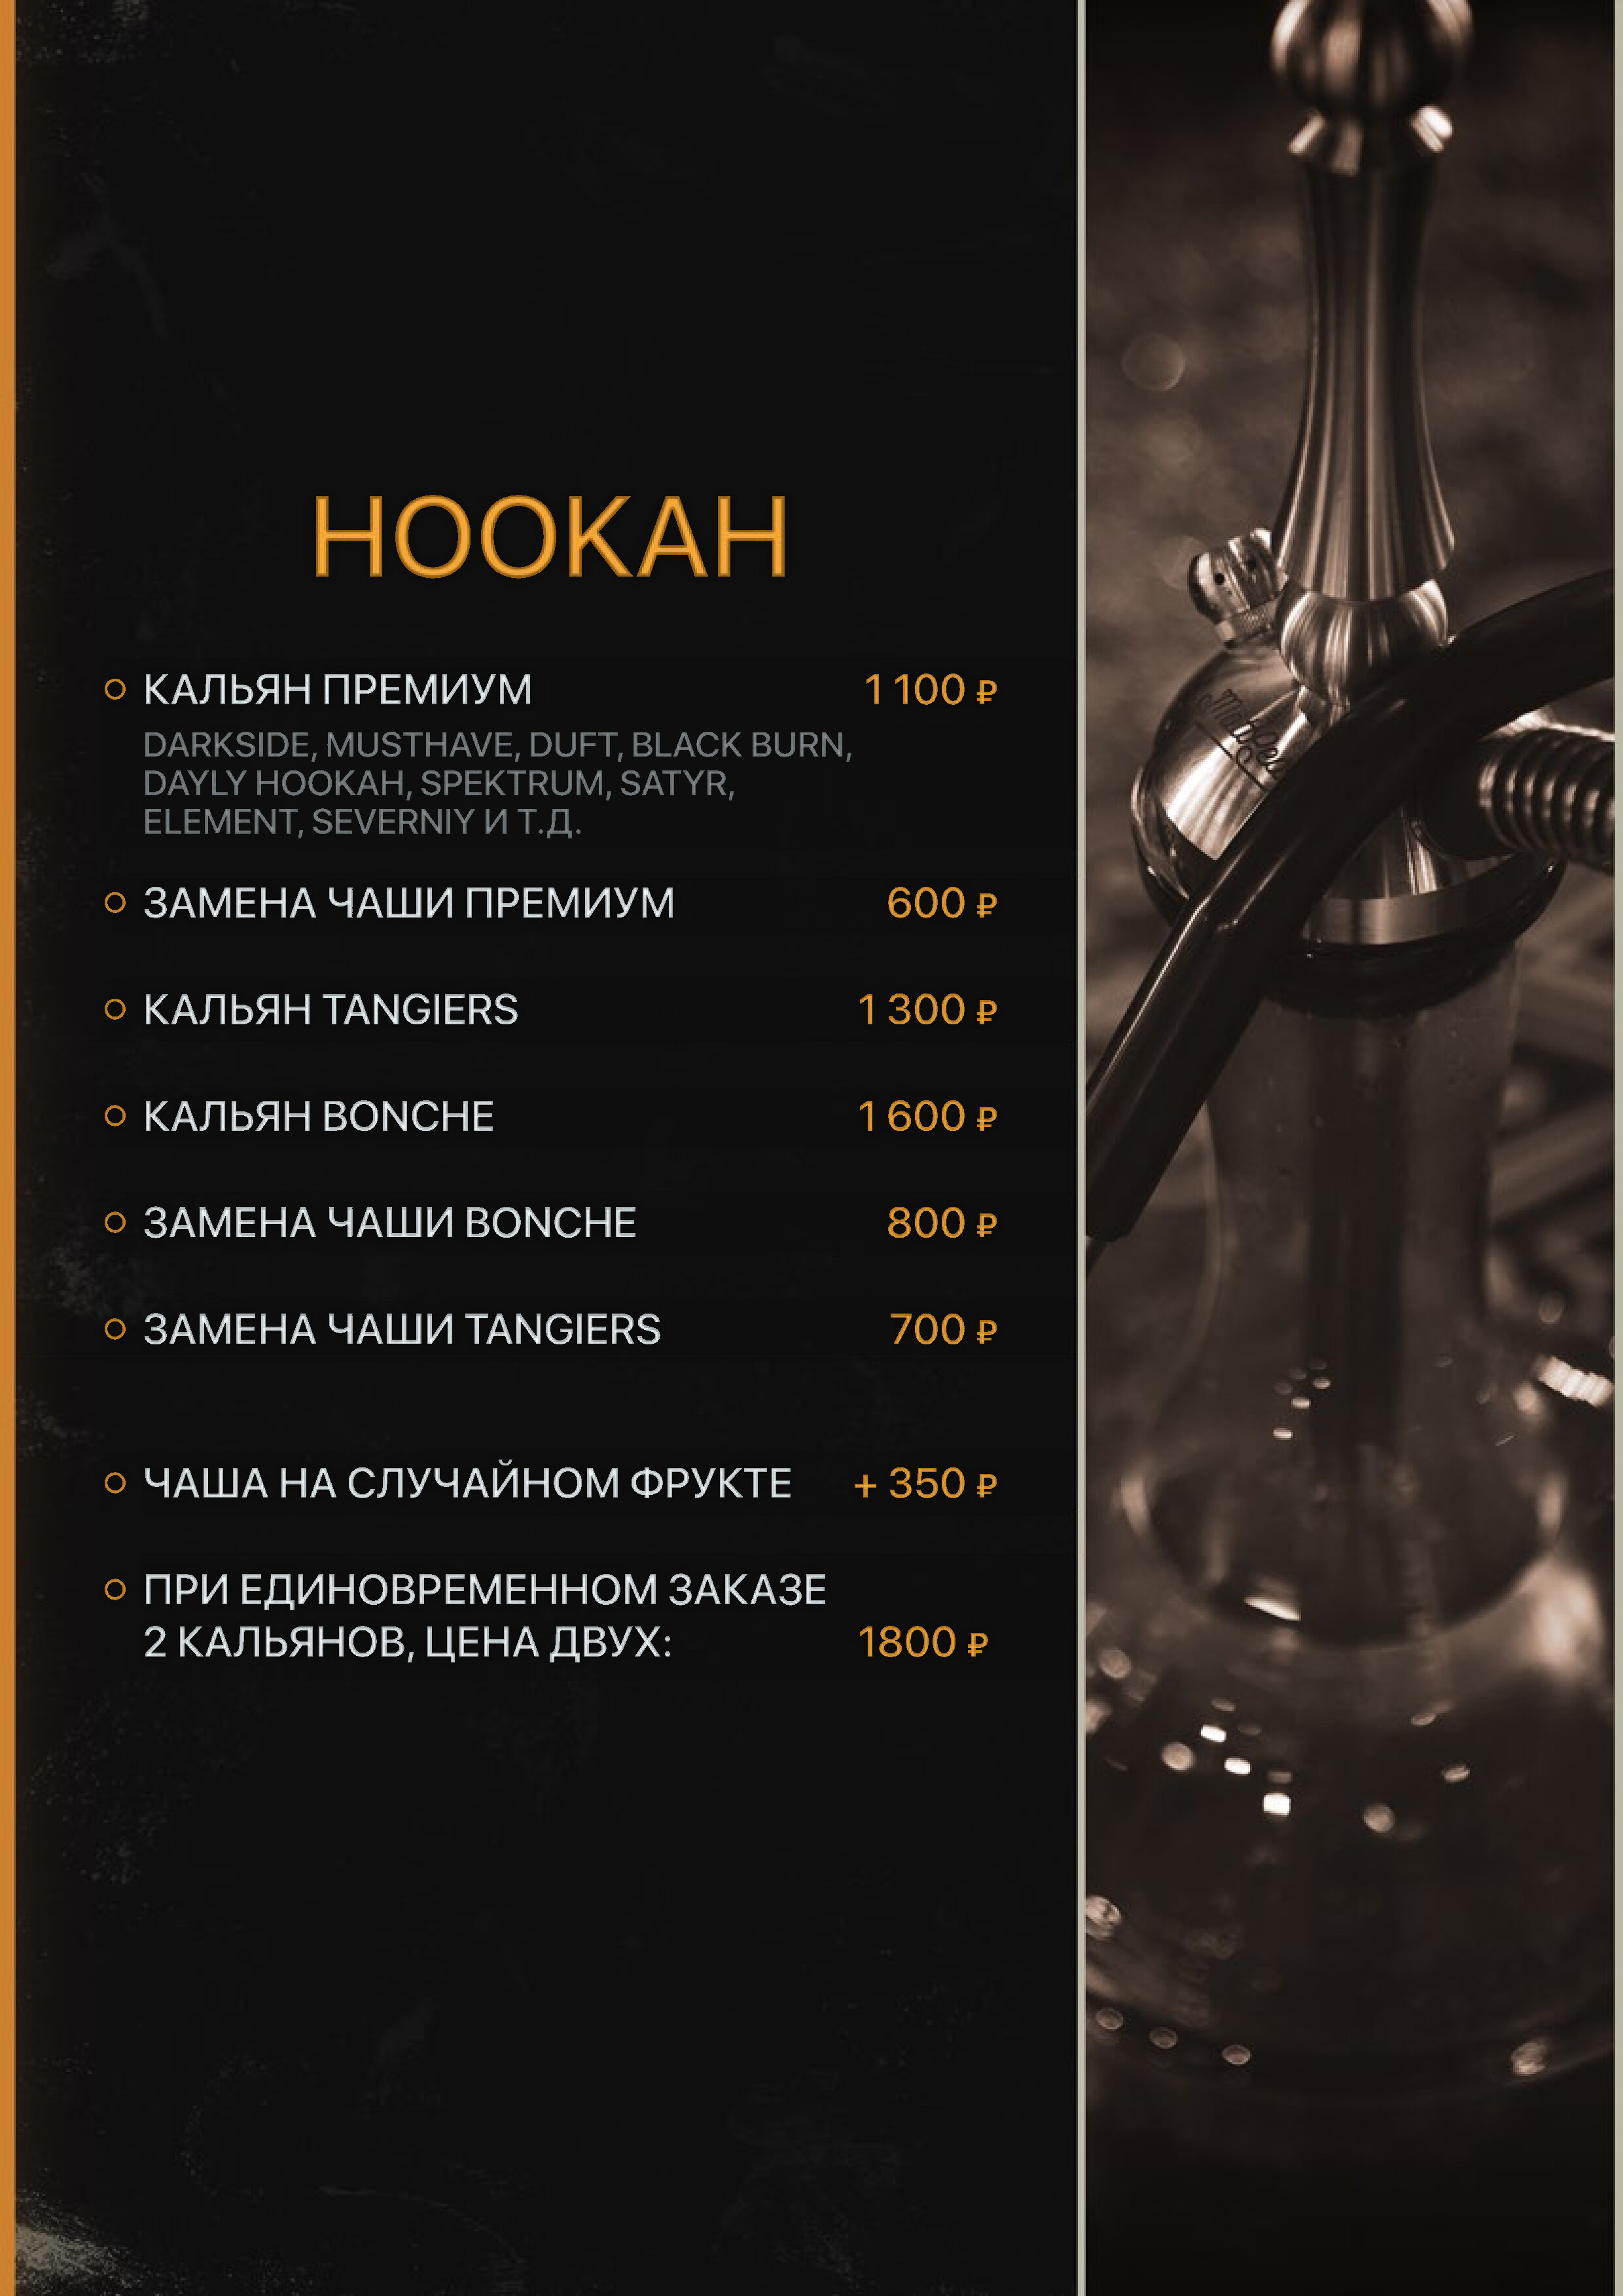 HOOKAH
КАЛЬЯН ПРЕМИУМ 1 100 ₽
DARKSIDE, MUSTHAVE, DUFT, BLACK BURN,
DAYLY HOOKAH, SPEKTRUM, SATYR,
ELEMENT, SEVERNIY И Т.Д.
ЗАМЕНА ЧАШИ ПРЕМИУМ 600 ₽
КАЛЬЯН TANGIERS 1 300 ₽
КАЛЬЯН BONCHE 1 600 ₽
ЗАМЕНА ЧАШИ BONCHE 800 ₽
ЗАМЕНА ЧАШИ TANGIERS 700 ₽
ЧАША НА СЛУЧАЙНОМ ФРУКТЕ + 350 ₽
ПРИ ЕДИНОВРЕМЕННОМ ЗАКАЗЕ
2 КАЛЬЯНОВ, ЦЕНА ДВУХ: 1800 ₽